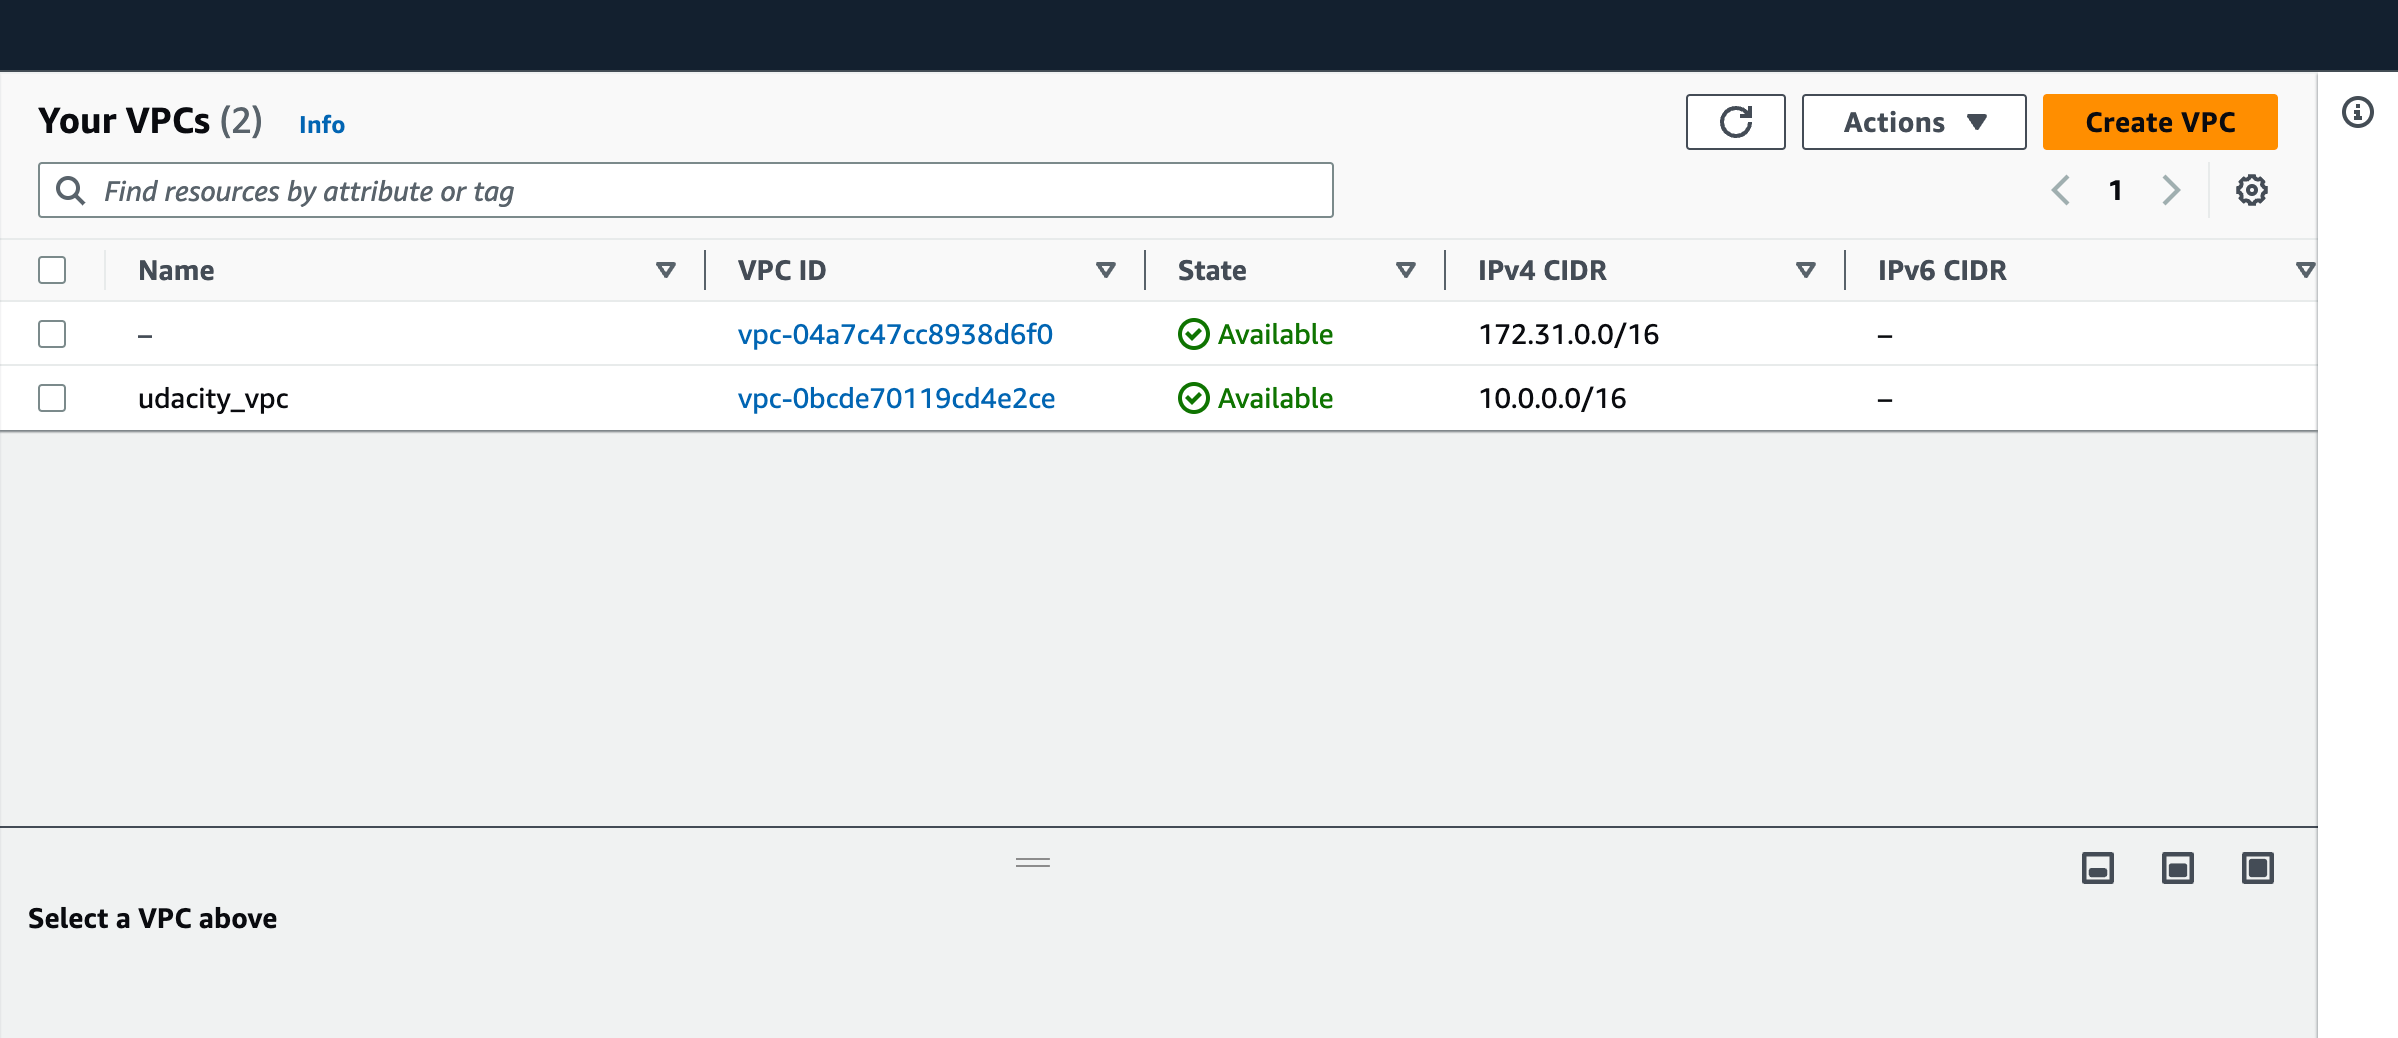 Your VPCs (2) Info
Actions Create VPC
Find resources by attribute or tag
1
Name VPC ID State IPv4 CIDR IPv6 CIDR
– vpc-04a7c47cc8938d6f0 Available 172.31.0.0/16 –
udacity_vpc vpc-0bcde70119cd4e2ce Available 10.0.0.0/16 –
Select a VPC above